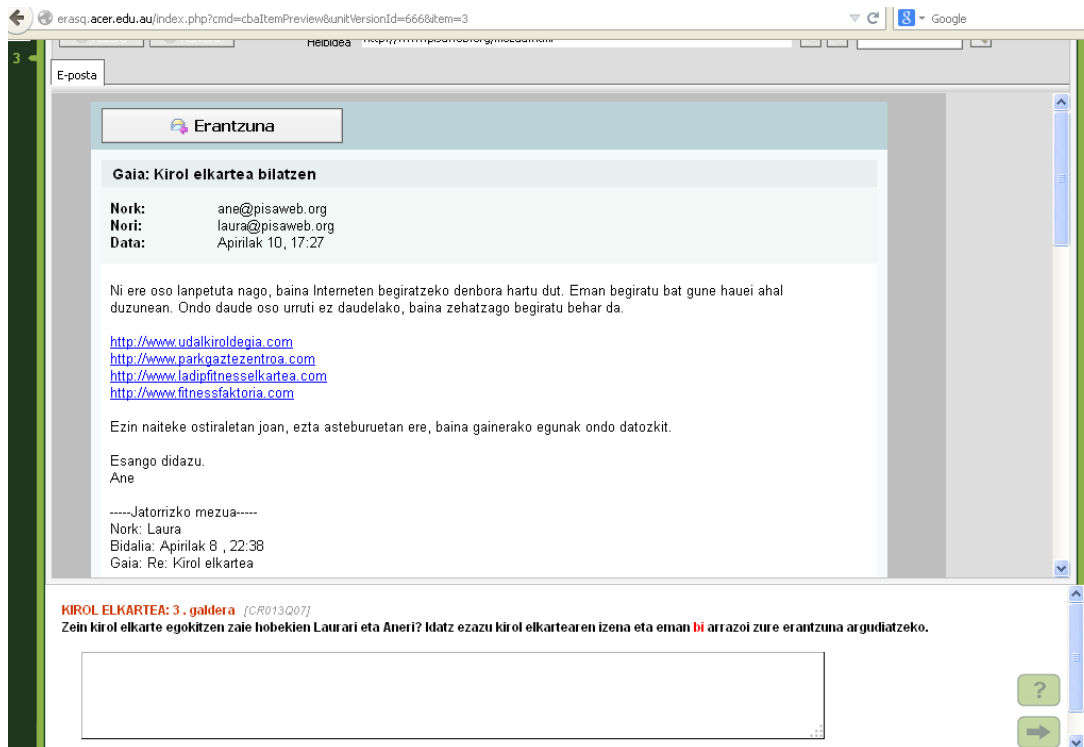 erasq.acer.edu.au/index.php?cmd=cbaItemPreview&unitVersionId=666&item=3
Google
3
Helbidea
E-posta
Erantzuna
Gaia: Kirol elkartea bilatzen
Nork: ane@pisaweb.org
Nori: laura@pisaweb.org
Data: Apirilak 10, 17:27
Ni ere oso lanpetuta nago, baina Interneten begiratzeko denbora hartu dut. Eman begiratu bat gune hauei ahal
duzunean. Ondo daude oso urruti ez daudelako, baina zehatzago begiratu behar da.
http://www.udalkiroldegia.com
http://www.parkgaztezentroa.com
http://www.ladipfitnesselkartea.com
http://www.fitnessfaktoria.com
Ezin naiteke ostiraletan joan, ezta asteburuetan ere, baina gainerako egunak ondo datozkit.
Esango didazu.
Ane
-----Jatorrizko mezua-----
Nork: Laura
Bidalia: Apirilak 8 , 22:38
Gaia: Re: Kirol elkartea
KIROL ELKARTEA: 3 . galdera [CR013Q07]
Zein kirol elkarte egokitzen zaie hobekien Laurari eta Aneri? Idatz ezazu kirol elkartearen izena eta eman bi arrazoi zure erantzuna argudiatzeko.
?